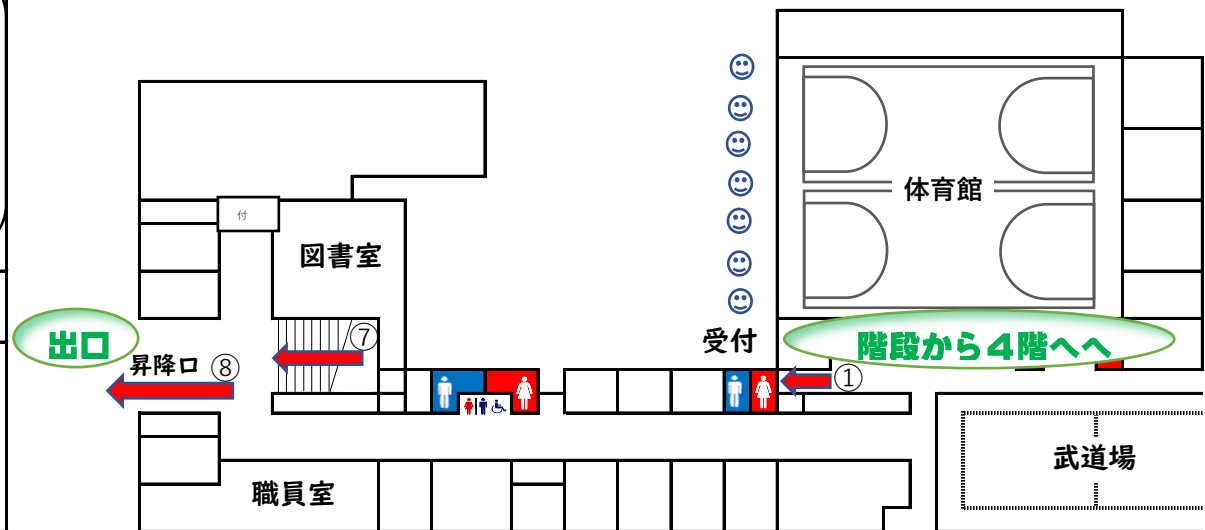 体育館
付
図書室
⑦
受付
階段から４階へへ
出口
昇降口
⑧
①
武道場
職員室